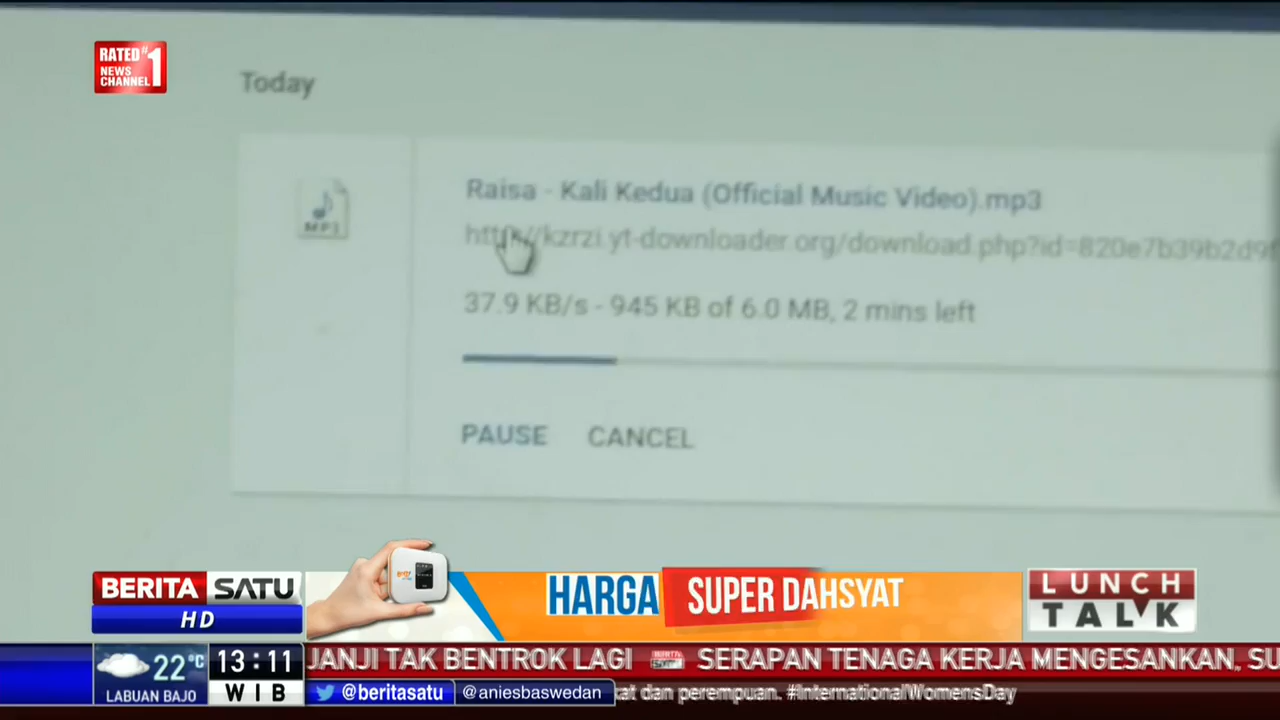 RATED #1
NEWS
CHANNEL
Today
MP3
Raisa - Kali Kedua (Official Music Video).mp3
http://kzrzi.yt-downloader.org/download.php?id=820e7b39b2d9
37.9 KB/s - 945 KB of 6.0 MB, 2 mins left
PAUSE CANCEL
BERITA SATU
HD
HARGA SUPER DAHSYAT
LUNCH
TALK
22°C
LABUAN BAJO
13:11
WIB
JANJI TAK BENTROK LAGI SERAPAN TENAGA KERJA MENGESANKAN, SU
@beritasatu @aniesbaswedan kat dan perempuan. #InternationalWomensDay